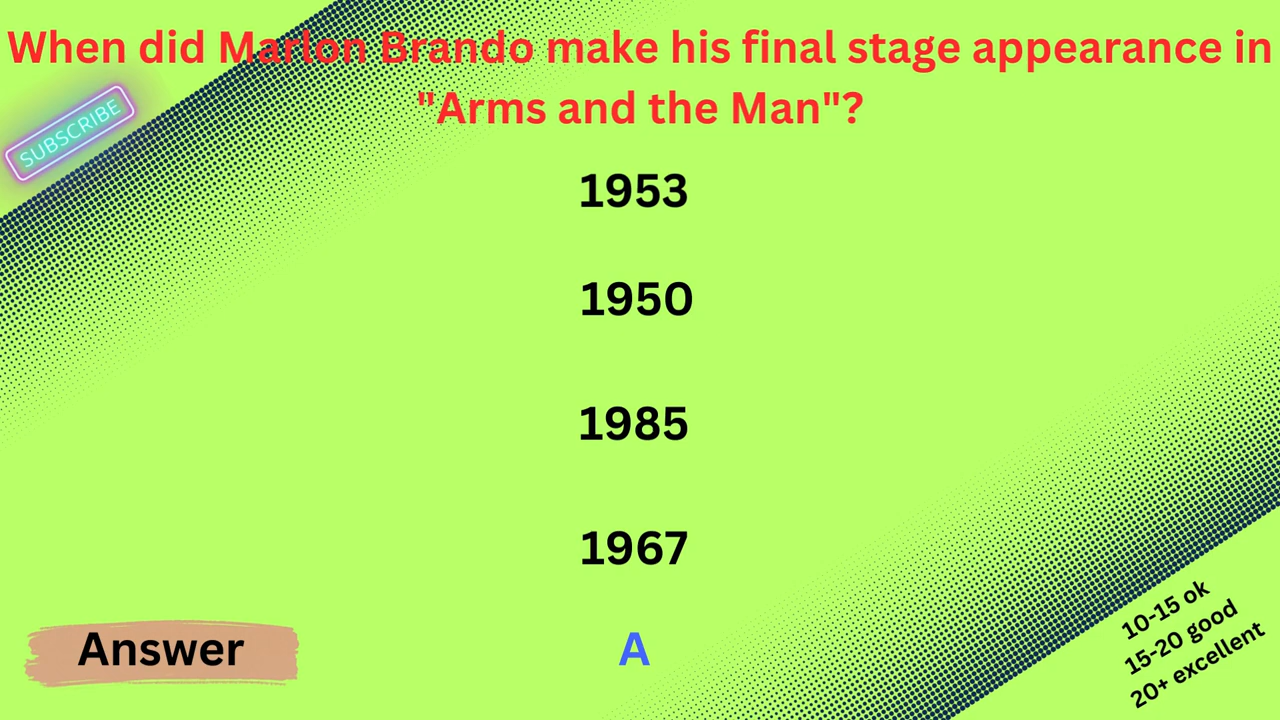 When did Marlon Brando make his final stage appearance in
"Arms and the Man"?
SUBSCRIBE
1953
1950
1985
1967
Answer
A
10-15 ok
15-20 good
20+ excellent